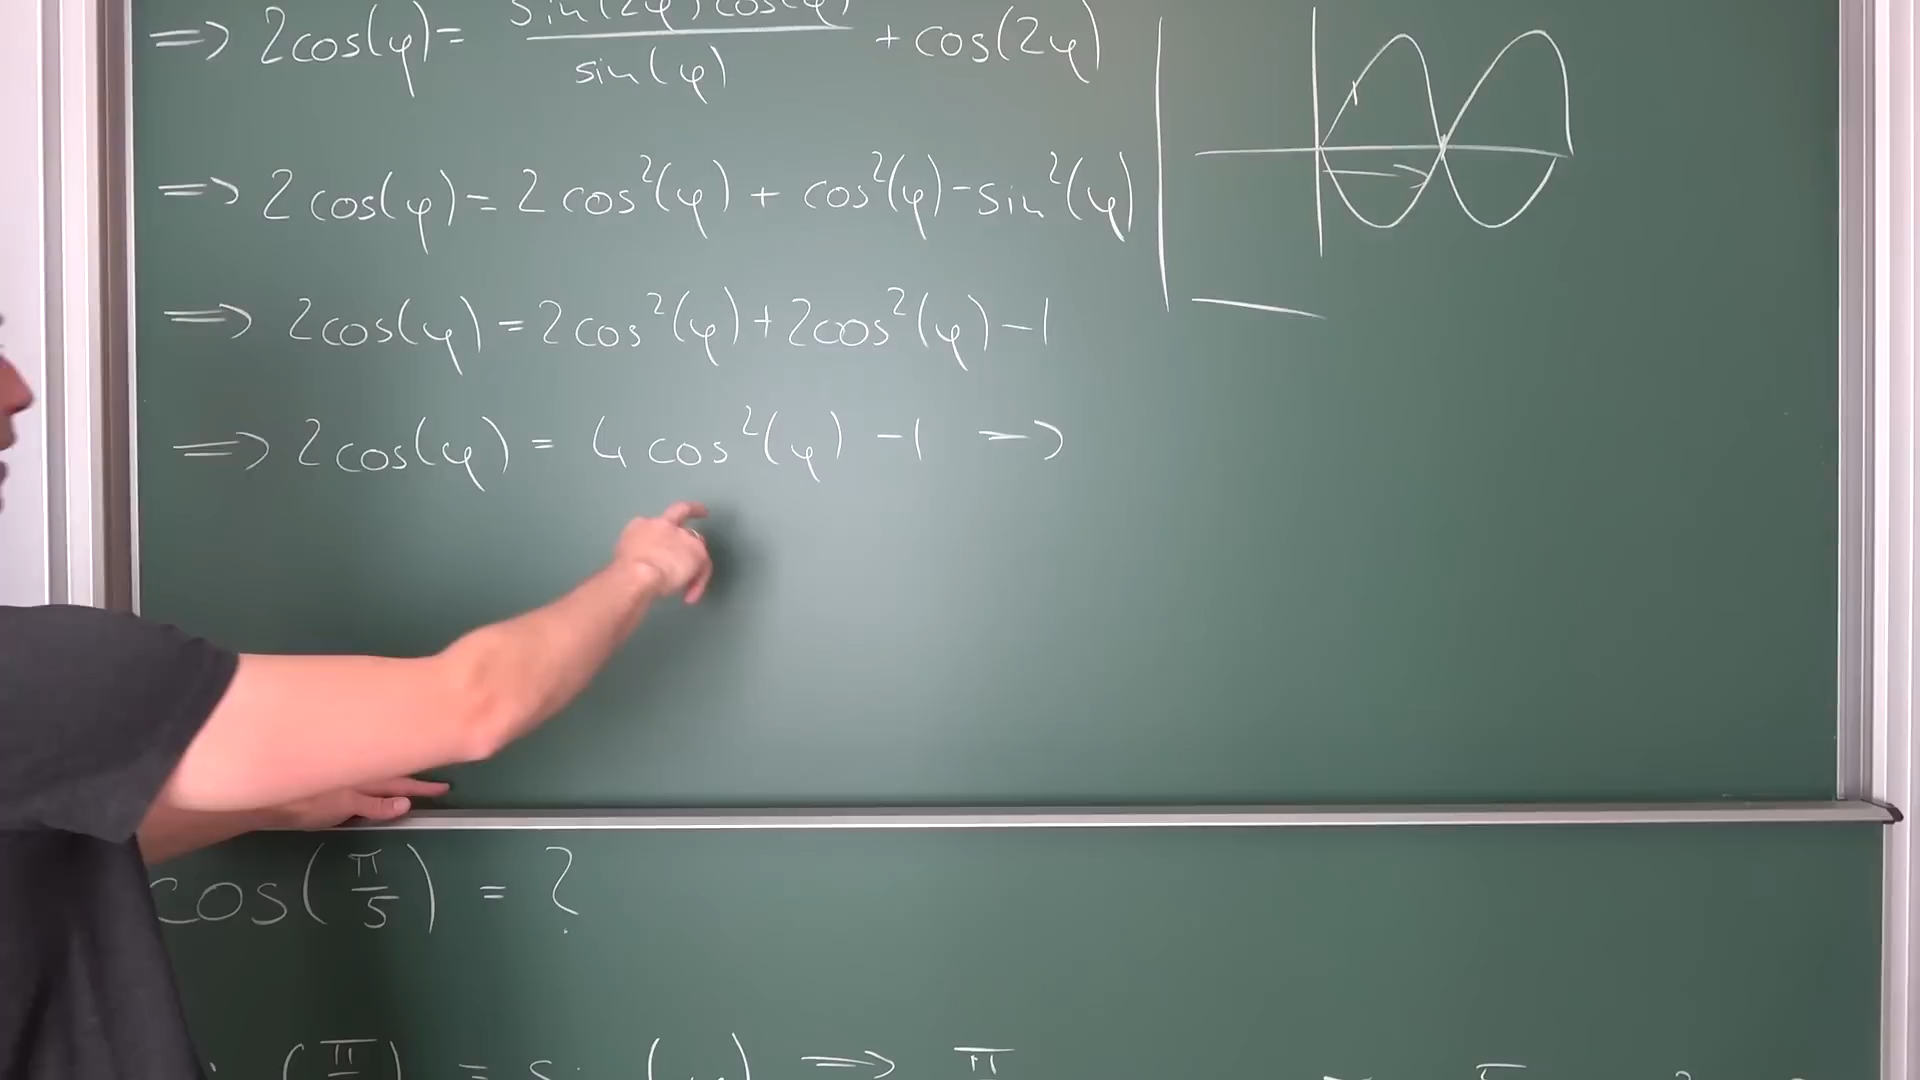 ⇒ 2cos(φ) = sin(2φ)cos(φ) / sin(φ) + cos(2φ)
⇒ 2cos(φ) = 2cos²(φ) + cos²(φ) - sin²(φ)
⇒ 2cos(φ) = 2cos²(φ) + 2cos²(φ) - 1
⇒ 2cos(φ) = 4cos²(φ) - 1 →
cos(π/5) = ?